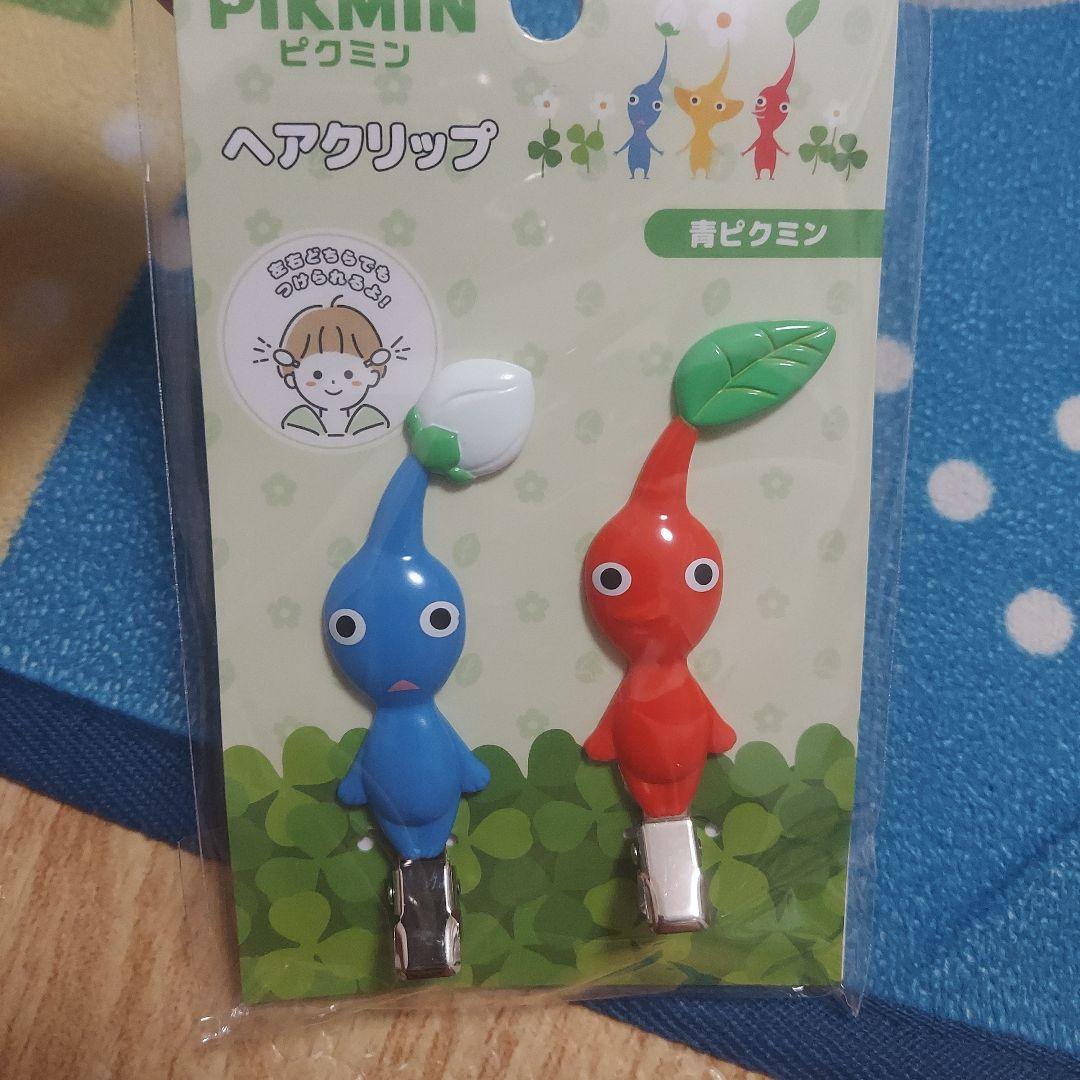 PIKMIN
ピクミン
ヘアクリップ
青ピクミン
左右どちらでも
つけられるよ!